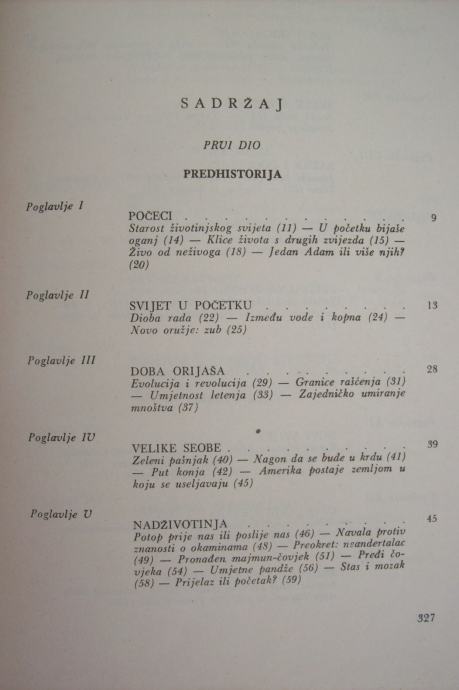 SADRŽAJ
PRVI DIO
PREDHISTORIJA
Poglavlje I
POČECI . . . . . . . . . . . 9
Starost životinjskog svijeta (11) — U početku bijaše
oganj (14) — Klice života s drugih zvijezda (15) —
Živo od neživoga (18) — Jedan Adam ili više njih?
(20)
Poglavlje II
SVIJET U POČETKU . . . . . . . . 13
Dioba rada (22) — Između vode i kopna (24) —
Novo oružje: zub (25)
Poglavlje III
DOBA ORIJAŠA . . . . . . . . . 28
Evolucija i revolucija (29) — Granice rašćenja (31)
— Umjetnost letenja (33) — Zajedničko umiranje
mnoštva (37)
Poglavlje IV
VELIKE SEOBE . . . . . . . . . 39
Zeleni pašnjak (40) — Nagon da se bude u krdu (41)
— Put konja (42) — Amerika postaje zemljom u
koju se useljavaju (45)
Poglavlje V
NADŽIVOTINJA . . . . . . . . . 45
Potop prije nas ili poslije nas (46) — Navala protiv
znanosti o okaminama (48) — Preokret: neandertalac
(49) — Pronađen majmun-čovjek (51) — Pređi čo-
vjeka (54) — Umjetne pandže (56) — Stas i mozak
(58) — Prijelaz ili početak? (59)
327